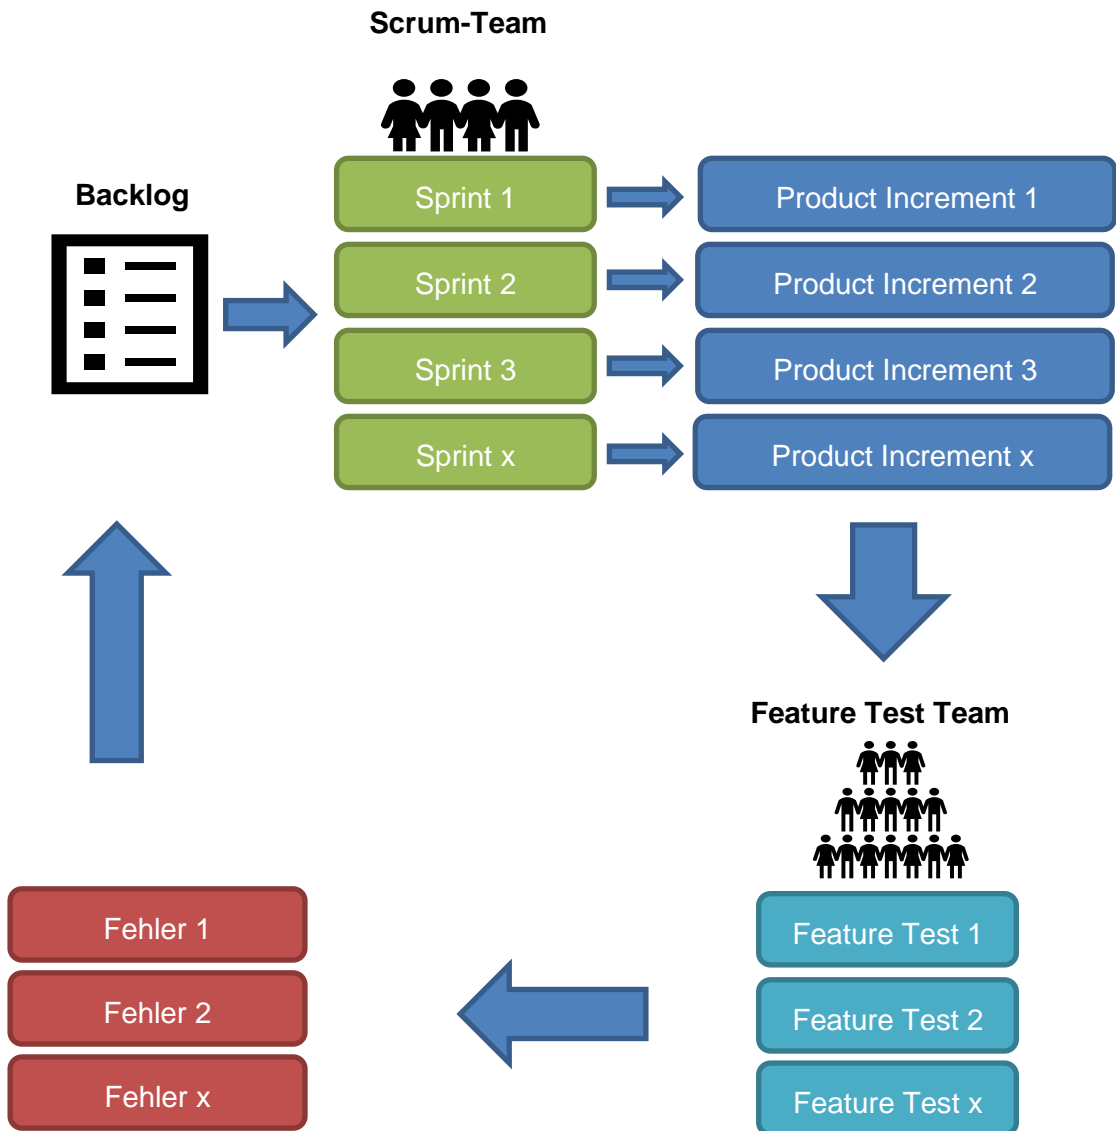 Scrum-Team
Backlog
Sprint 1
Product Increment 1
Sprint 2
Product Increment 2
Sprint 3
Product Increment 3
Sprint x
Product Increment x
Feature Test Team
Feature Test 1
Feature Test 2
Feature Test x
Fehler 1
Fehler 2
Fehler x